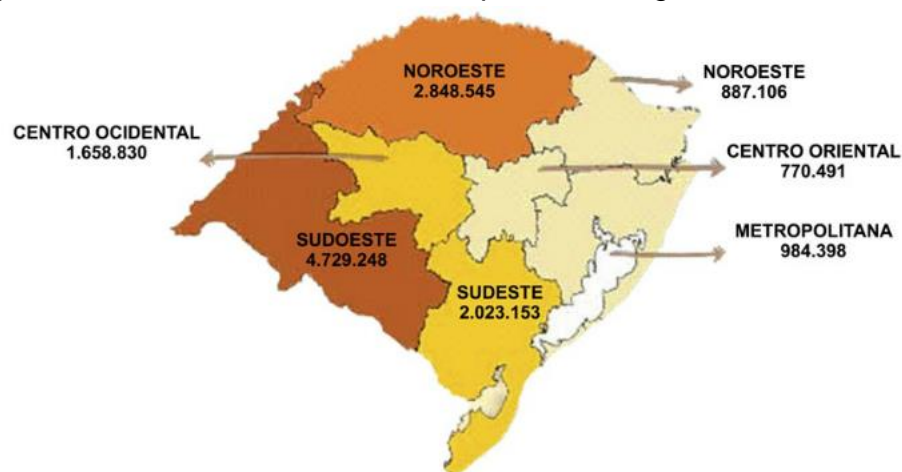 NOROESTE
2.848.545
NOROESTE
887.106
CENTRO OCIDENTAL
1.658.830
CENTRO ORIENTAL
770.491
METROPOLITANA
984.398
SUDOESTE
4.729.248
SUDESTE
2.023.153